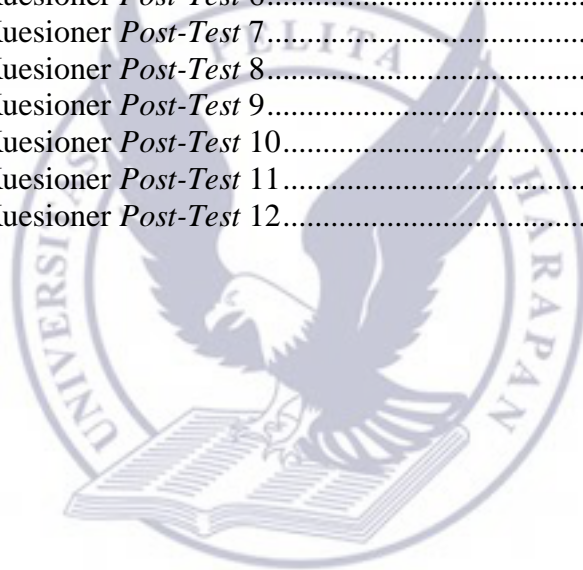 Kuesioner Post-Test 6
Kuesioner Post-Test 7
Kuesioner Post-Test 8
Kuesioner Post-Test 9
Kuesioner Post-Test 10
Kuesioner Post-Test 11
Kuesioner Post-Test 12
UNIVERSITAS PELITA HARAPAN